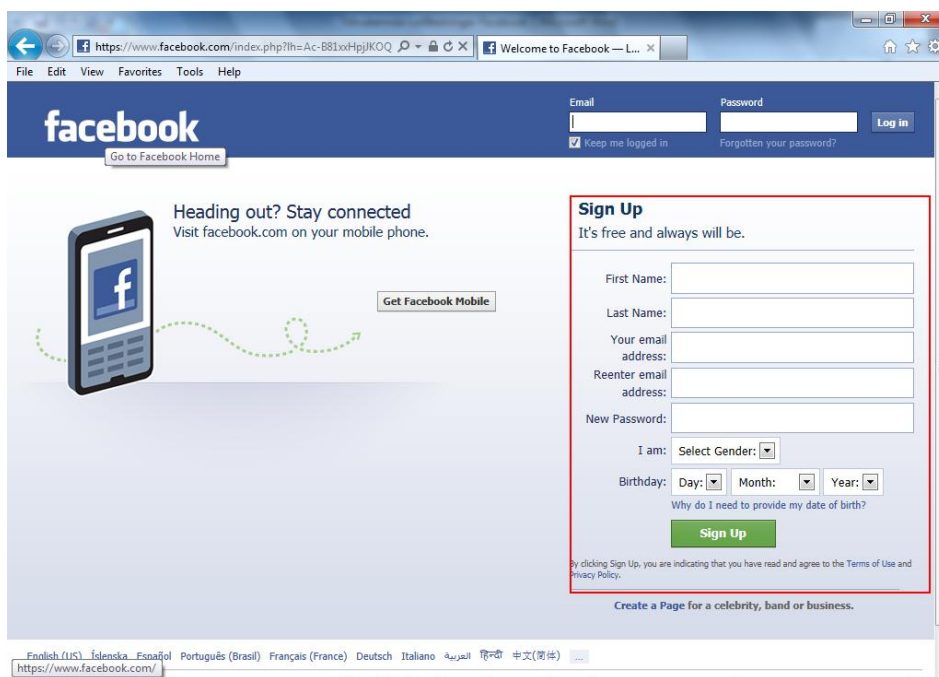 https://www.facebook.com/index.php?lh=Ac-B81xxHpjJKOQ
Welcome to Facebook — L...
File Edit View Favorites Tools Help
facebook
Go to Facebook Home
Email
Password
Keep me logged in
Forgotten your password?
Log in
Heading out? Stay connected
Visit facebook.com on your mobile phone.
Get Facebook Mobile
Sign Up
It's free and always will be.
First Name:
Last Name:
Your email
address:
Reenter email
address:
New Password:
I am: Select Gender:
Birthday: Day: Month: Year:
Why do I need to provide my date of birth?
Sign Up
By clicking Sign Up, you are indicating that you have read and agree to the Terms of Use and
Privacy Policy.
Create a Page for a celebrity, band or business.
English (US) Íslenska Español Português (Brasil) Français (France) Deutsch Italiano العربية हिन्दी 中文(简体) ...
https://www.facebook.com/